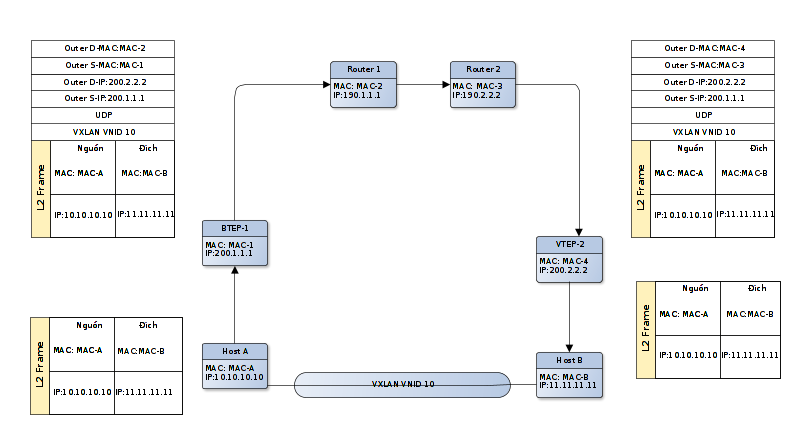 Outer D-MAC:MAC-2
Outer S-MAC:MAC-1
Outer D-IP:200.2.2.2
Outer S-IP:200.1.1.1
UDP
VXLAN VNID 10
L2 Frame
Nguồn
Đích
MAC: MAC-A
MAC:MAC-B
IP:10.10.10.10
IP:11.11.11.11
Router 1
MAC: MAC-2
IP:190.1.1.1
Router 2
MAC: MAC-3
IP:190.2.2.2
Outer D-MAC:MAC-4
Outer S-MAC:MAC-3
Outer D-IP:200.2.2.2
Outer S-IP:200.1.1.1
UDP
VXLAN VNID 10
L2 Frame
Nguồn
Đích
MAC: MAC-A
MAC:MAC-B
IP:10.10.10.10
IP:11.11.11.11
BTEP-1
MAC: MAC-1
IP:200.1.1.1
VTEP-2
MAC: MAC-4
IP:200.2.2.2
L2 Frame
Nguồn
Đích
MAC: MAC-A
MAC:MAC-B
IP:10.10.10.10
IP:11.11.11.11
Host A
MAC: MAC-A
IP:10.10.10.10
VXLAN VNID 10
Host B
MAC: MAC-B
IP:11.11.11.11
L2 Frame
Nguồn
Đích
MAC: MAC-A
MAC:MAC-B
IP:10.10.10.10
IP:11.11.11.11